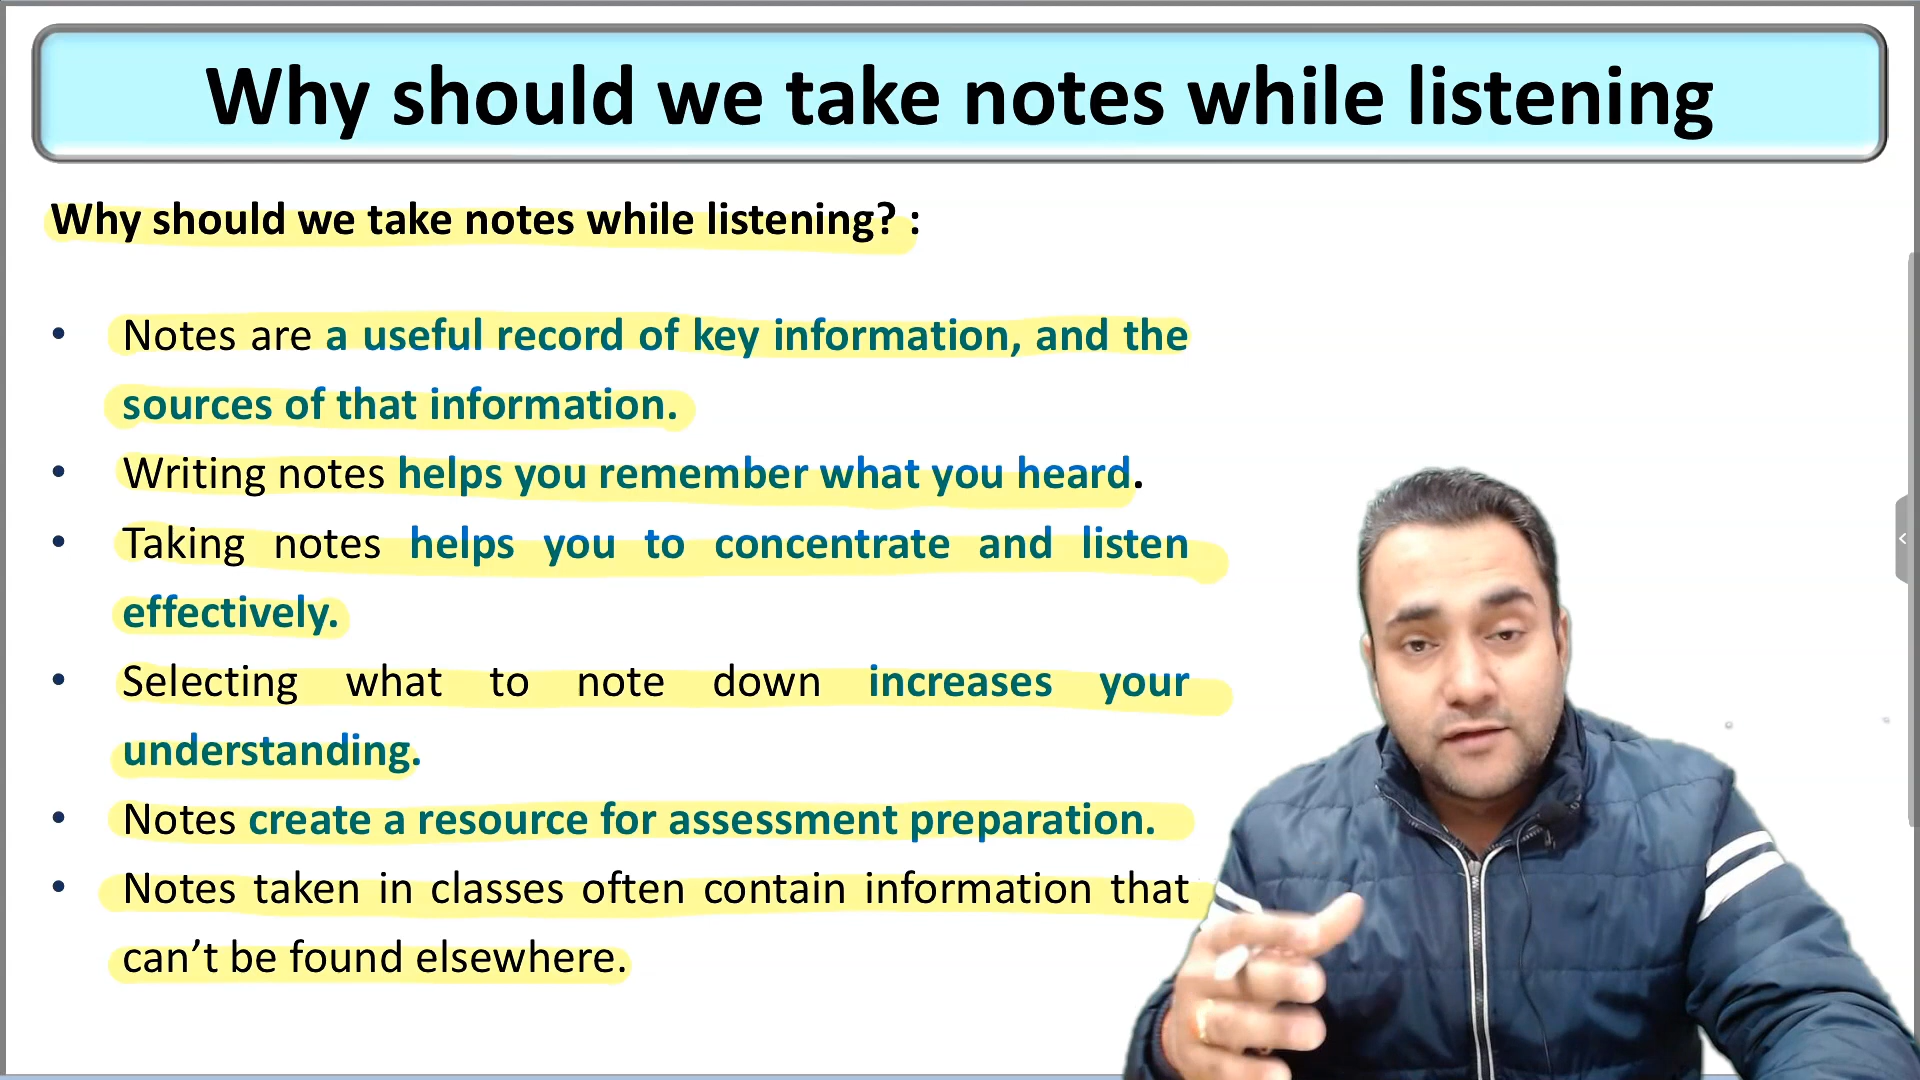 Why should we take notes while listening
Why should we take notes while listening? :
• Notes are a useful record of key information, and the
sources of that information.
• Writing notes helps you remember what you heard.
• Taking notes helps you to concentrate and listen
effectively.
• Selecting what to note down increases your
understanding.
• Notes create a resource for assessment preparation.
• Notes taken in classes often contain information that
can’t be found elsewhere.